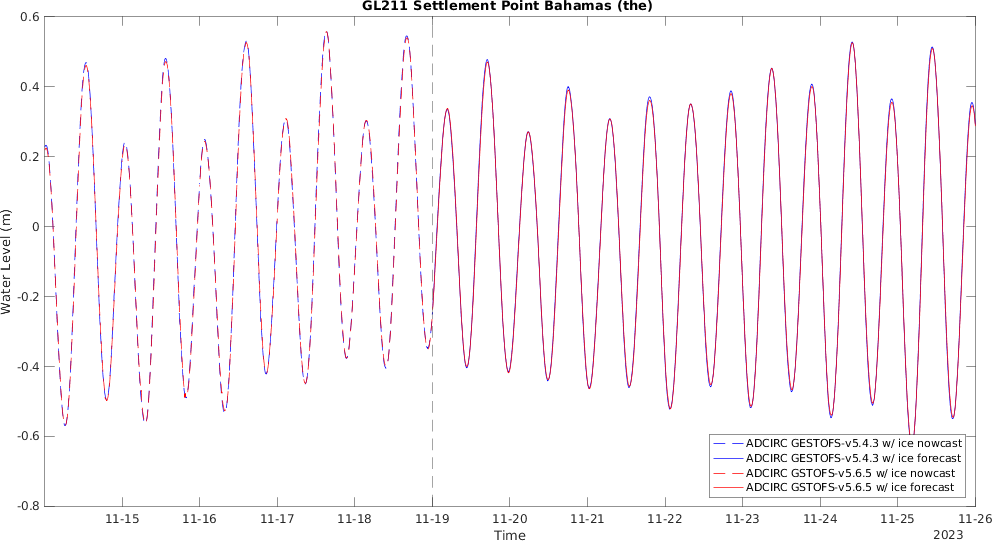 GL211 Settlement Point Bahamas (the)
0.6
0.4
0.2
0
-0.2
-0.4
-0.6
-0.8
Water Level (m)
11-15 11-16 11-17 11-18 11-19 11-20 11-21 11-22 11-23 11-24 11-25 11-26
Time
2023
ADCIRC GESTOFS-v5.4.3 w/ ice nowcast
ADCIRC GESTOFS-v5.4.3 w/ ice forecast
ADCIRC GSTOFS-v5.6.5 w/ ice nowcast
ADCIRC GSTOFS-v5.6.5 w/ ice forecast